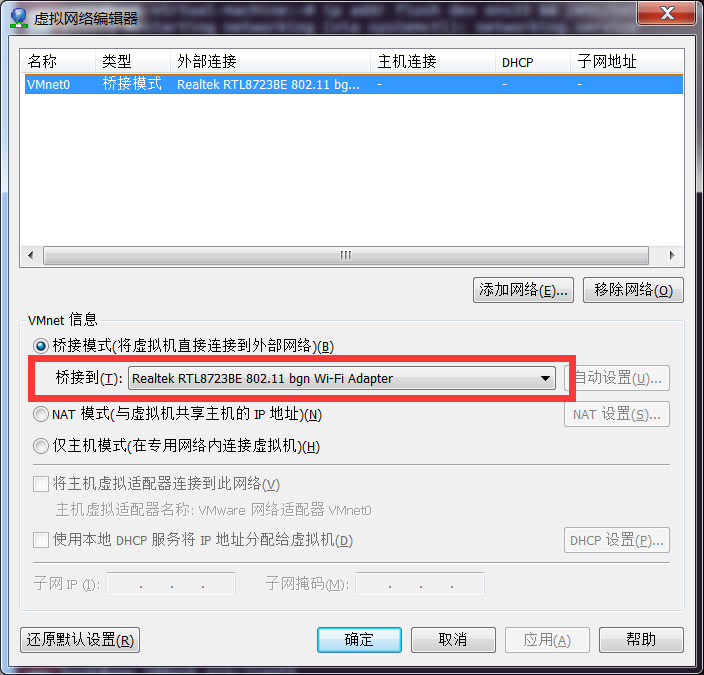 虚拟网络编辑器
名称 类型 外部连接 主机连接 DHCP 子网地址
VMnet0 桥接模式 Realtek RTL8723BE 802.11 bg... - - -
添加网络(E)... 移除网络(O)
VMnet 信息
桥接模式(将虚拟机直接连接到外部网络)(B)
桥接到(T): Realtek RTL8723BE 802.11 bgn Wi-Fi Adapter 自动设置(U)...
NAT 模式(与虚拟机共享主机的 IP 地址)(N) NAT 设置(S)...
仅主机模式(在专用网络内连接虚拟机)(H)
将主机虚拟适配器连接到此网络(V)
主机虚拟适配器名称: VMware 网络适配器 VMnet0
使用本地 DHCP 服务将 IP 地址分配给虚拟机(D) DHCP 设置(P)...
子网 IP (I): . . . 子网掩码(M): . . .
还原默认设置(R) 确定 取消 应用(A) 帮助